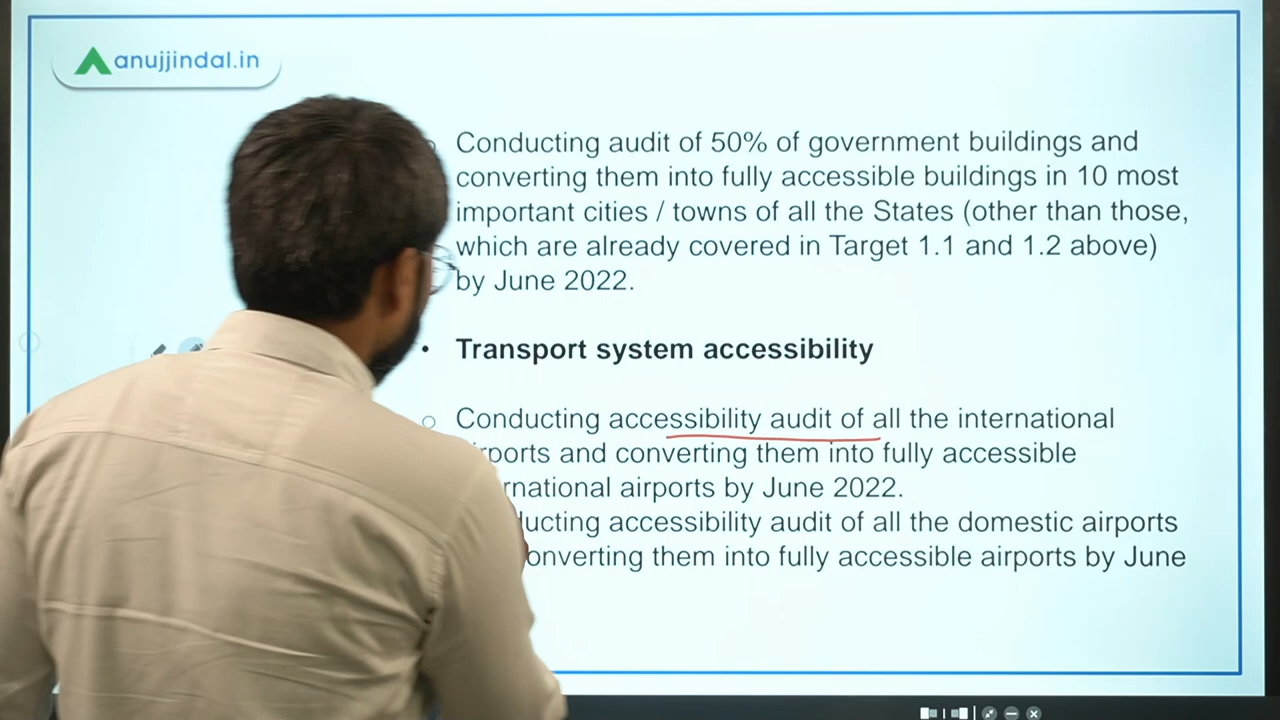 anujjindal.in
Conducting audit of 50% of government buildings and
converting them into fully accessible buildings in 10 most
important cities / towns of all the States (other than those,
which are already covered in Target 1.1 and 1.2 above)
by June 2022.
• Transport system accessibility
Conducting accessibility audit of all the international
and converting them into fully accessible
airports by June 2022.
accessibility audit of all the domestic airports
them into fully accessible airports by June